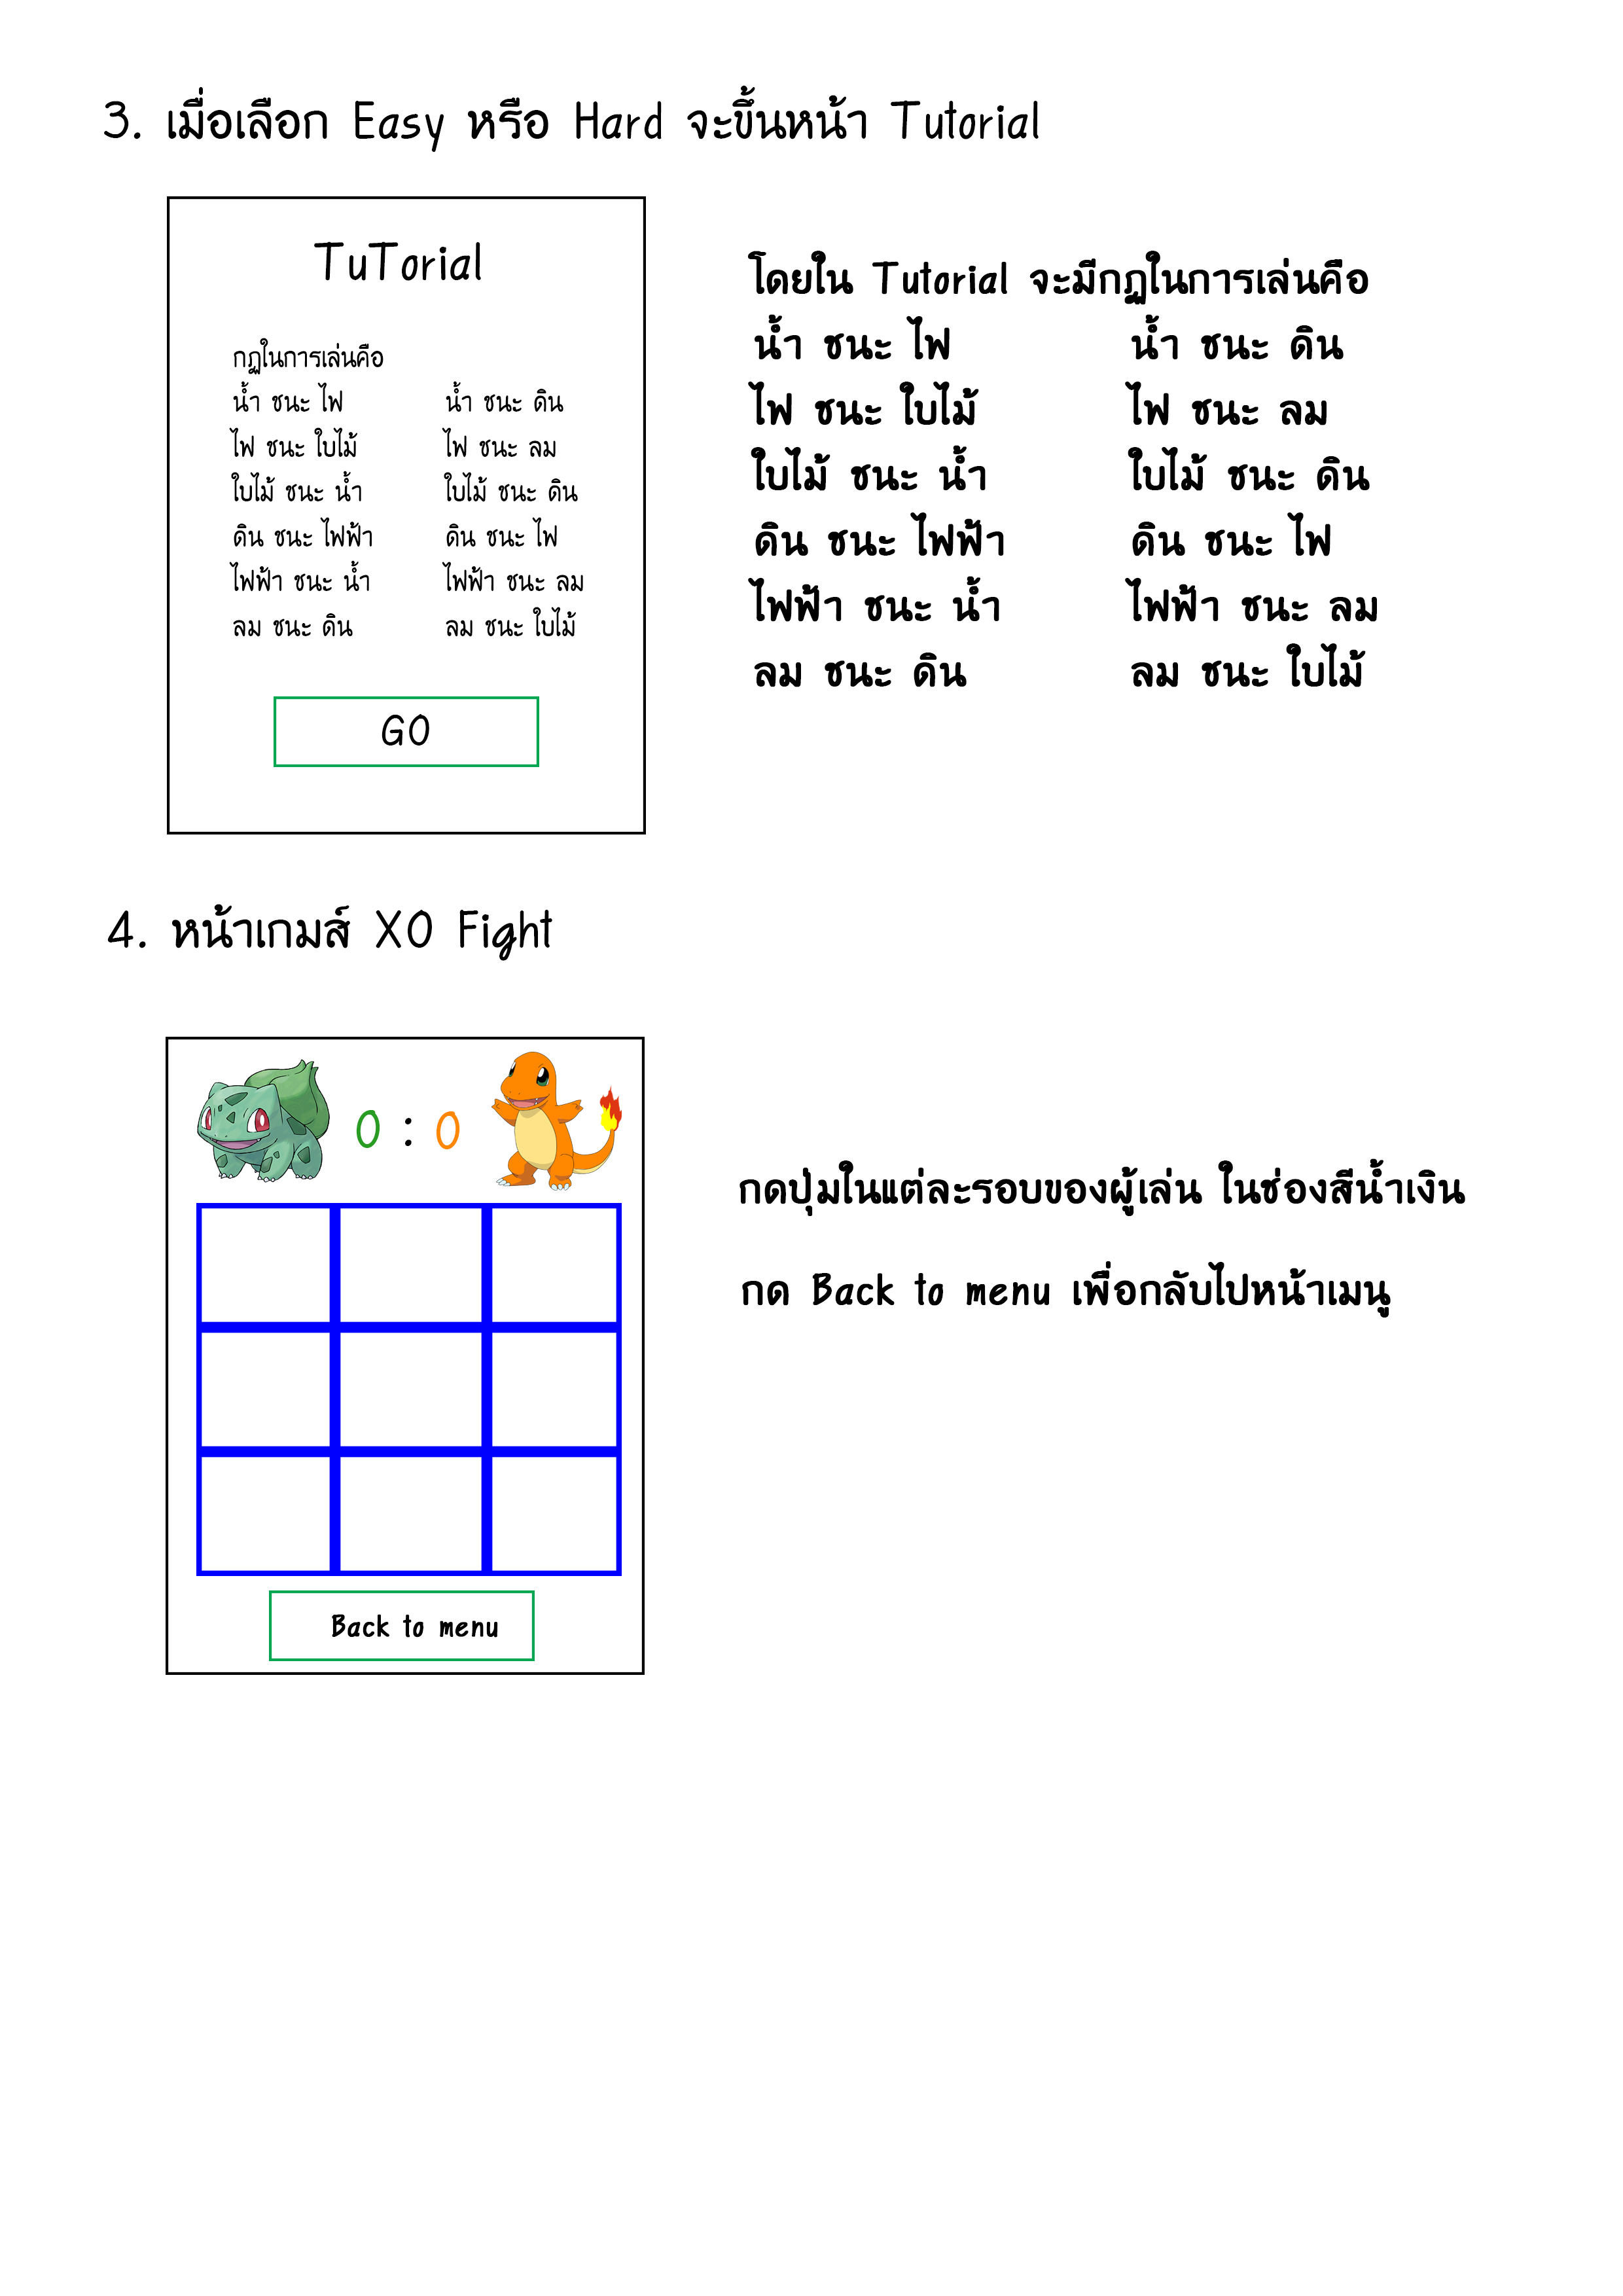 3. เมื่อเลือก Easy หรือ Hard จะขึ้นหน้า Tutorial
TuTorial
กฏในการเล่นคือ
น้ำ ชนะ ไฟ น้ำ ชนะ ดิน
ไฟ ชนะ ใบไม้ ไฟ ชนะ ลม
ใบไม้ ชนะ น้ำ ใบไม้ ชนะ ดิน
ดิน ชนะ ไฟฟ้า ดิน ชนะ ไฟ
ไฟฟ้า ชนะ น้ำ ไฟฟ้า ชนะ ลม
ลม ชนะ ดิน ลม ชนะ ใบไม้
GO
โดยใน Tutorial จะมีกฏในการเล่นคือ
น้ำ ชนะ ไฟ น้ำ ชนะ ดิน
ไฟ ชนะ ใบไม้ ไฟ ชนะ ลม
ใบไม้ ชนะ น้ำ ใบไม้ ชนะ ดิน
ดิน ชนะ ไฟฟ้า ดิน ชนะ ไฟ
ไฟฟ้า ชนะ น้ำ ไฟฟ้า ชนะ ลม
ลม ชนะ ดิน ลม ชนะ ใบไม้
4. หน้าเกมส์ XO Fight
0 : 0
Back to menu
กดปุ่มในแต่ละรอบของผู้เล่น ในช่องสีน้ำเงิน
กด Back to menu เพื่อกลับไปหน้าเมนู